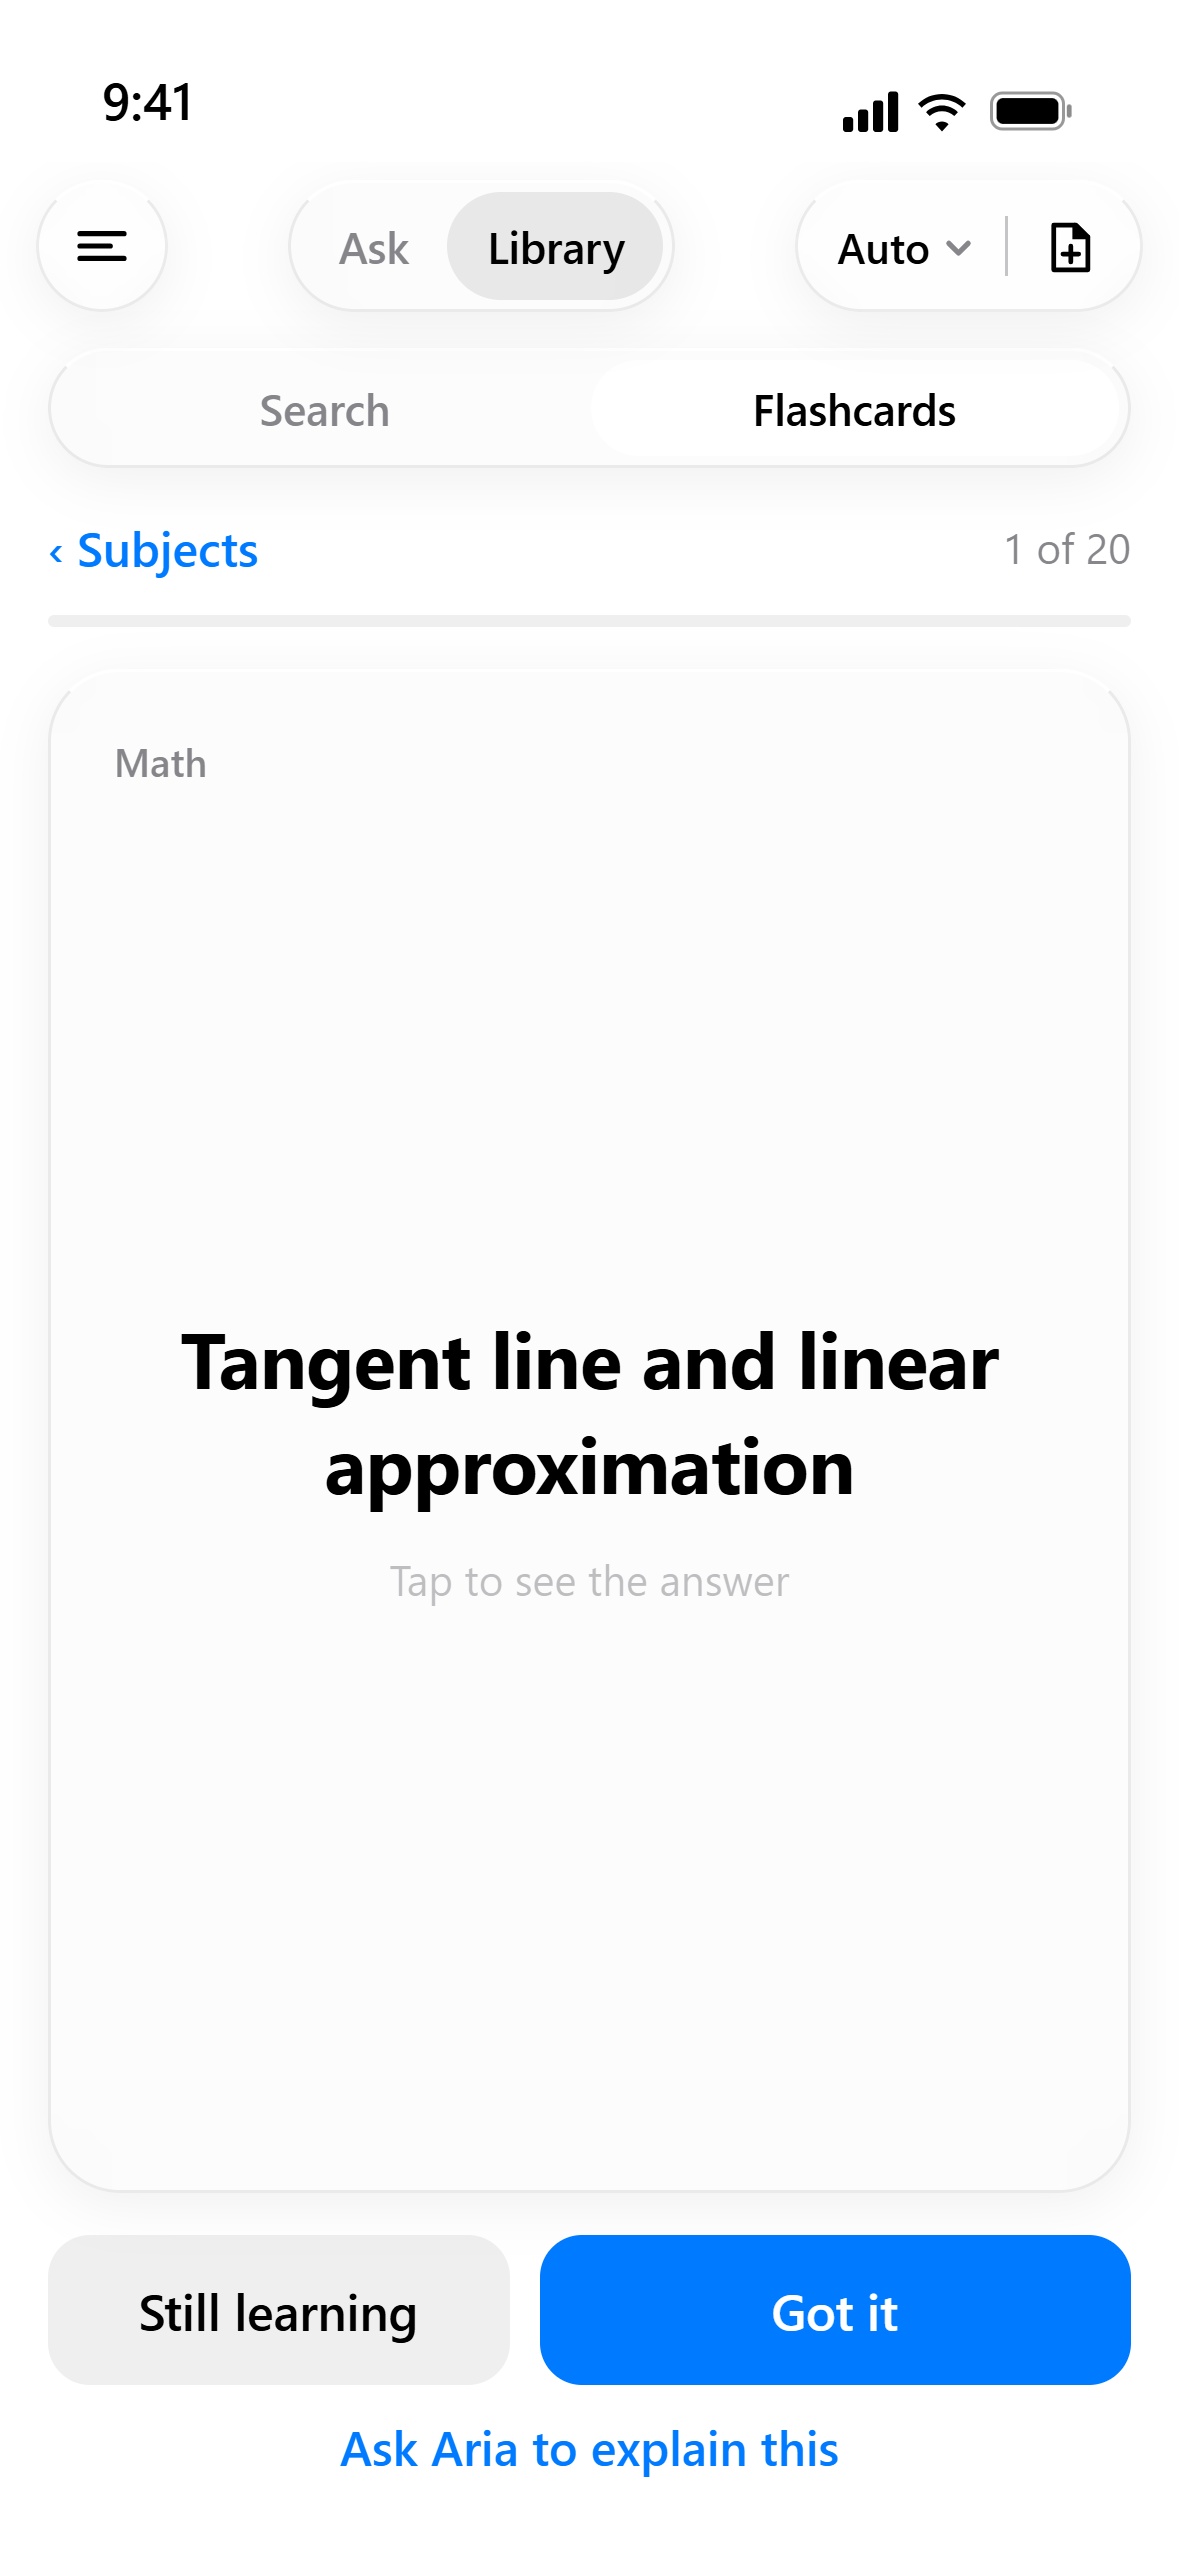 9:41
Ask Library Auto
Search Flashcards
‹ Subjects 1 of 20
Math
Tangent line and linear
approximation
Tap to see the answer
Still learning Got it
Ask Aria to explain this